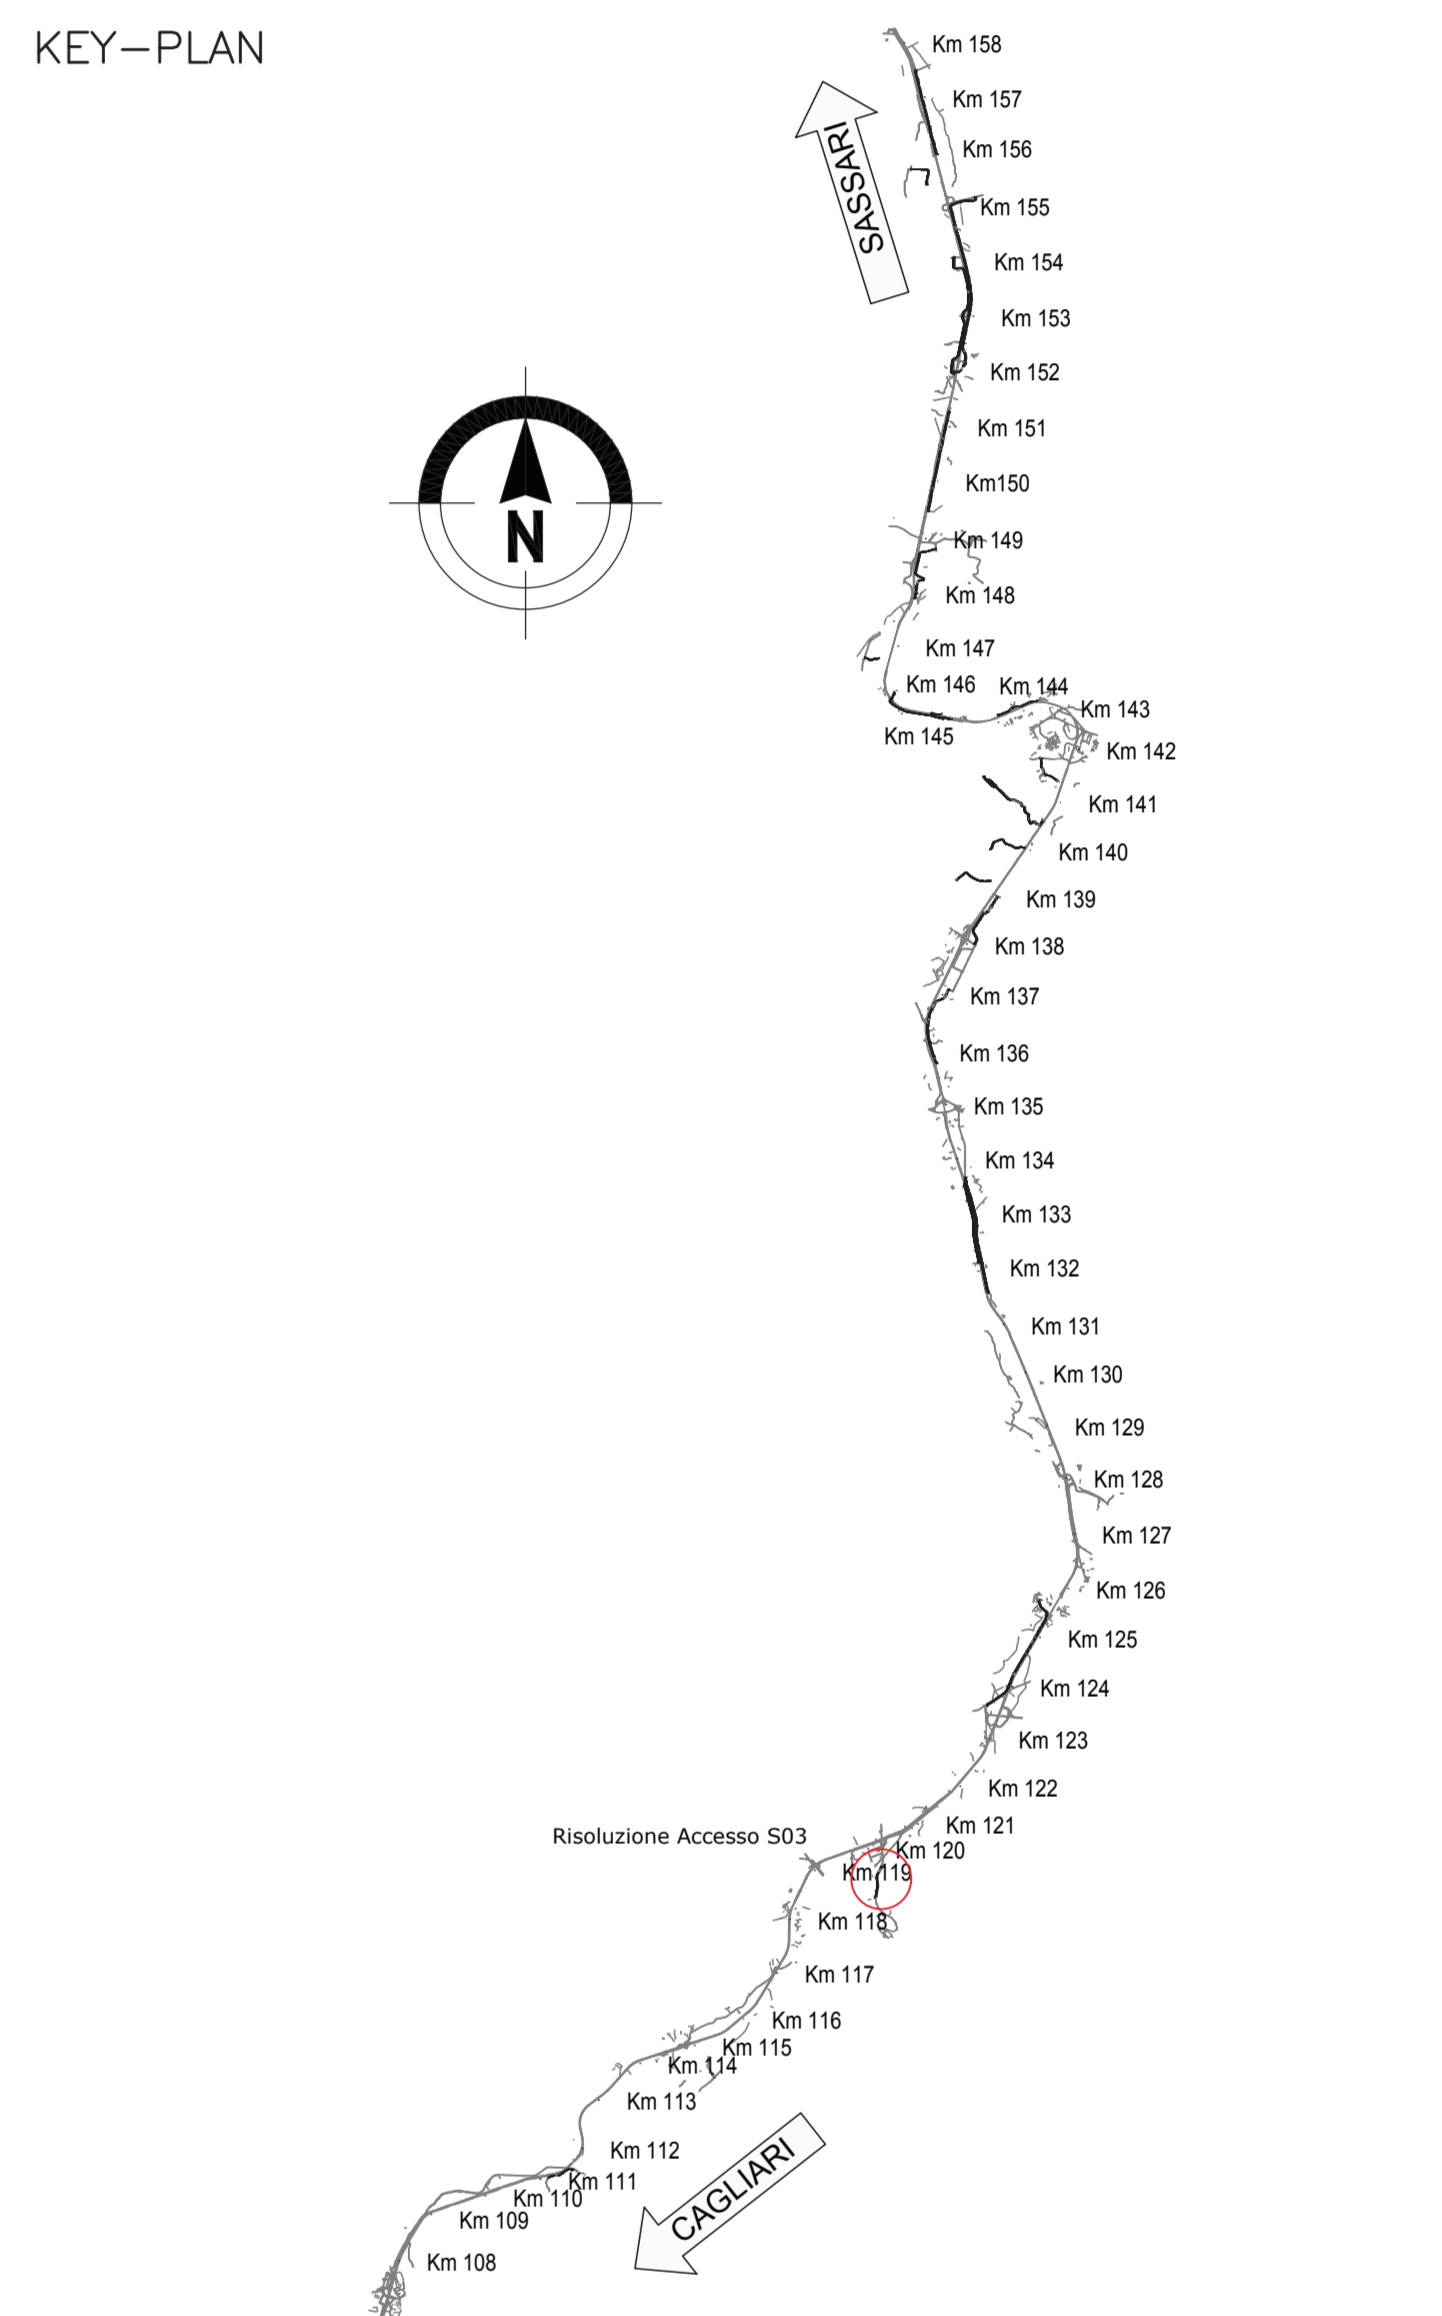 KEY-PLAN
Km 158
Km 157
SASSARI
Km 156
Km 155
Km 154
Km 153
Km 152
Km 151
Km150
N
Km 149
Km 148
Km 147
Km 146
Km 144
Km 143
Km 145
Km 142
Km 141
Km 140
Km 139
Km 138
Km 137
Km 136
Km 135
Km 134
Km 133
Km 132
Km 131
Km 130
Km 129
Km 128
Km 127
Km 126
Km 125
Km 124
Km 123
Km 122
Km 121
Risoluzione Accesso S03
Km 120
Km 119
Km 118
Km 117
Km 116
Km 115
Km 114
Km 113
Km 112
CAGLIARI
Km 111
Km 110
Km 109
Km 108